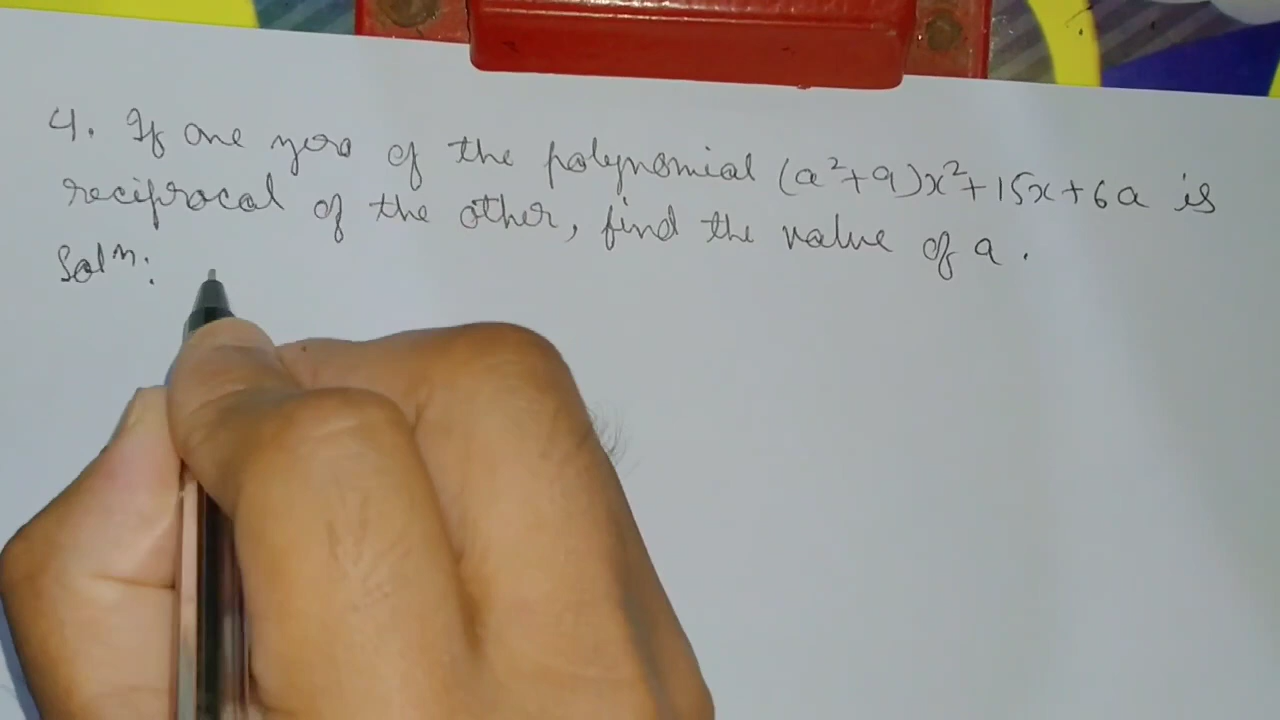 4. If one zero of the polynomial (a²+9)x²+15x+6a is
reciprocal of the other, find the value of a.
Solⁿ: